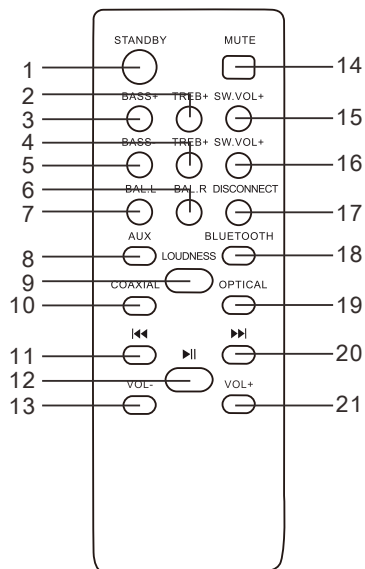 STANDBY MUTE
1 14
2
BASS+ TREB+ SW.VOL+
3 15
4
BASS- TREB+ SW.VOL+
5 16
6
BAL.L BAL.R DISCONNECT
7 17
AUX BLUETOOTH
8 LOUDNESS 18
9
COAXIAL OPTICAL
10 19
11 20
12
VOL- VOL+
13 21